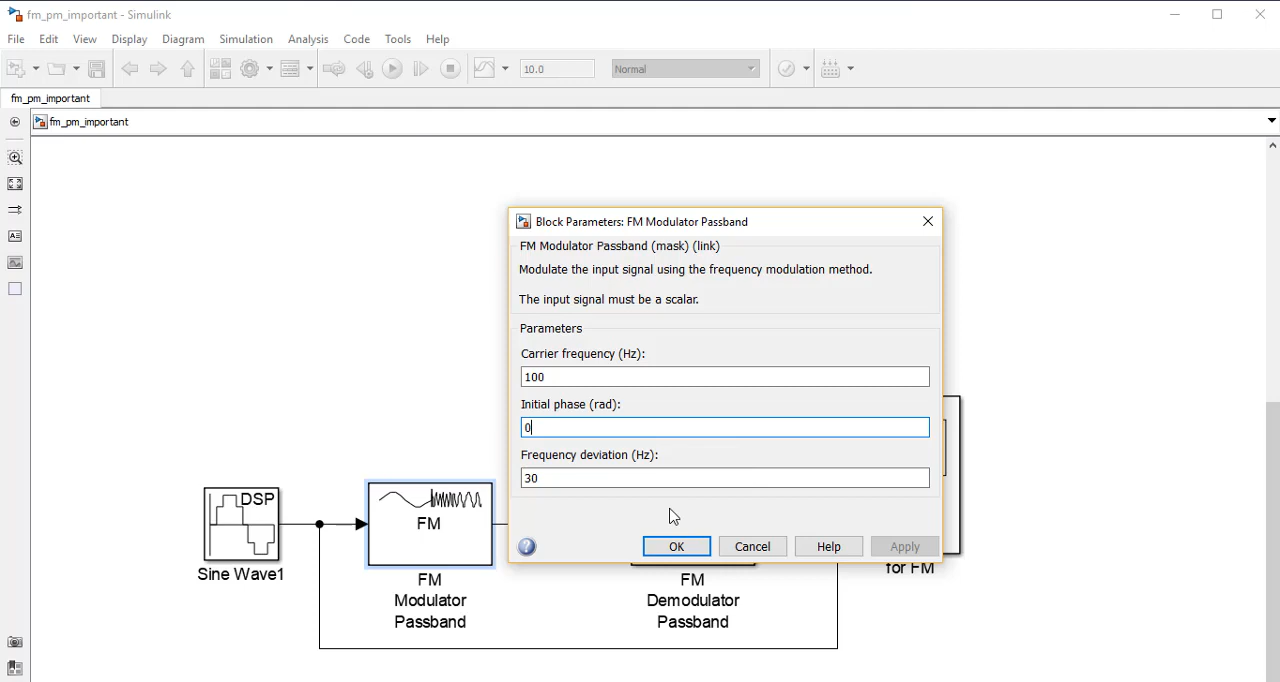 fm_pm_important - Simulink
File Edit View Display Diagram Simulation Analysis Code Tools Help
10.0 Normal
fm_pm_important
fm_pm_important
Block Parameters: FM Modulator Passband
FM Modulator Passband (mask) (link)
Modulate the input signal using the frequency modulation method.
The input signal must be a scalar.
Parameters
Carrier frequency (Hz):
100
Initial phase (rad):
0
Frequency deviation (Hz):
30
OK Cancel Help Apply
DSP
Sine Wave1
FM
FM
Modulator
Passband
FM
Demodulator
Passband
for FM